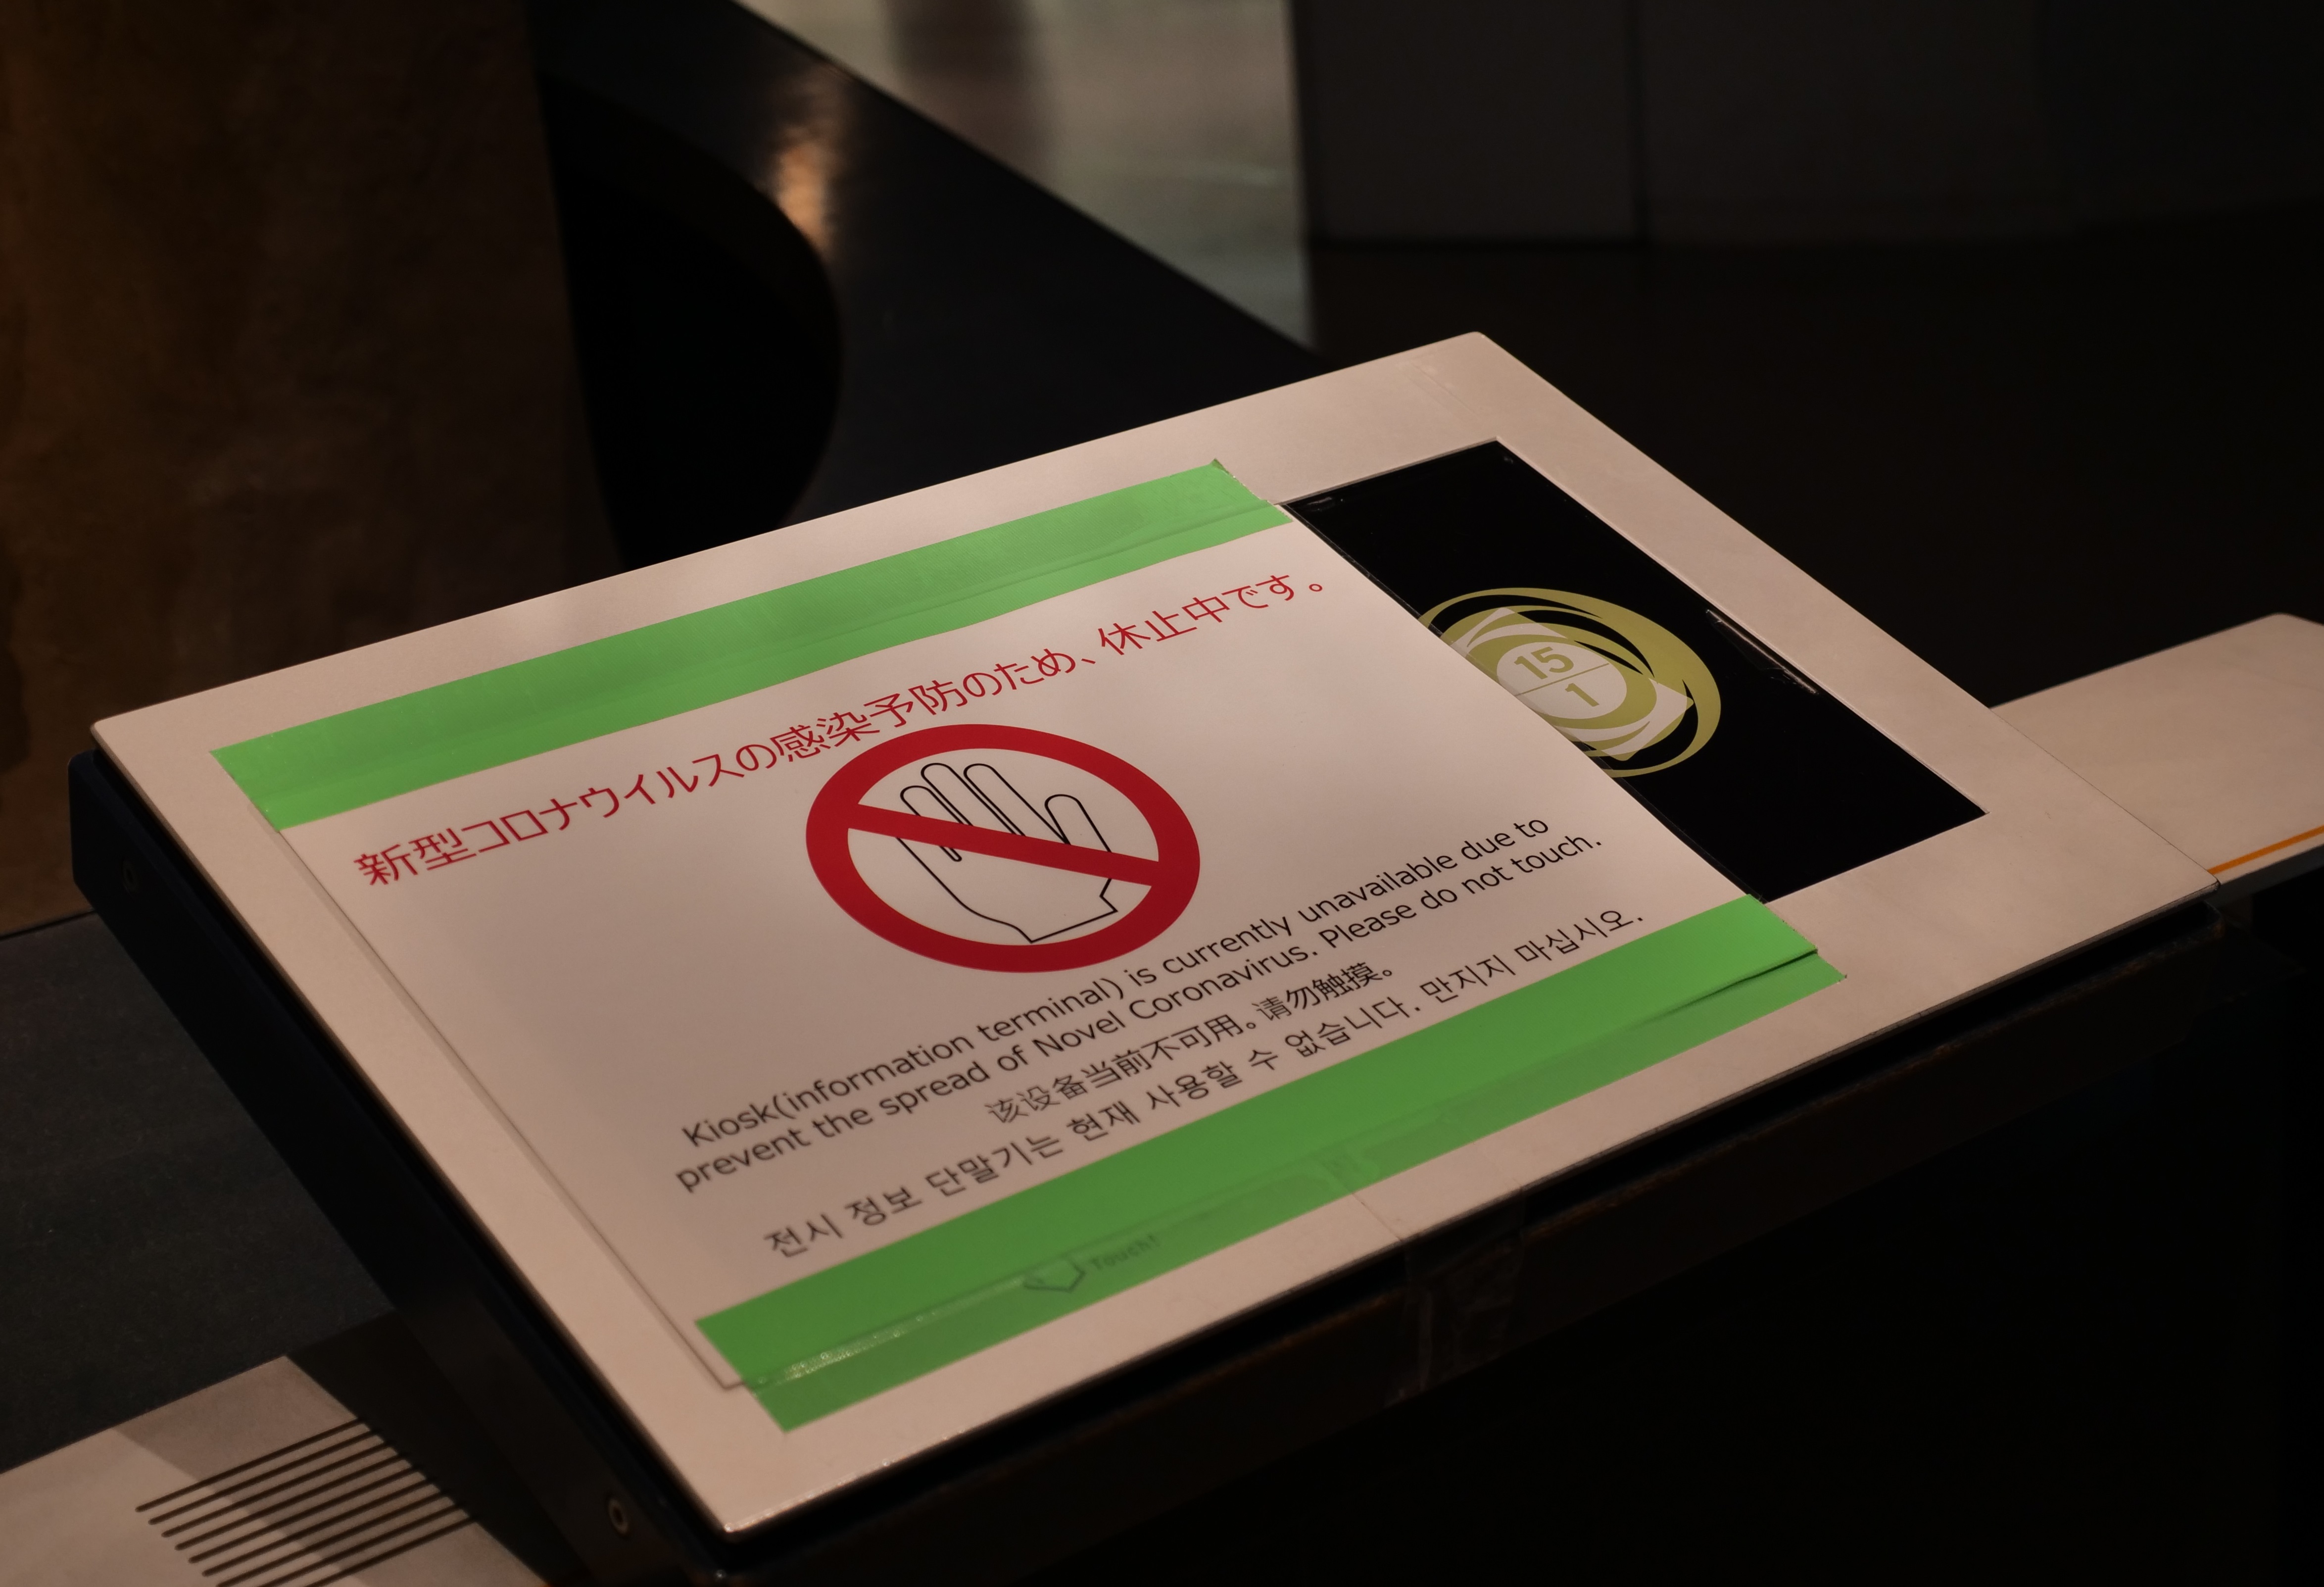 新型コロナウイルスの感染予防のため、休止中です。
15
1
Kiosk(information terminal) is currently unavailable due to
prevent the spread of Novel Coronavirus. Please do not touch.
该设备当前不可用。请勿触摸。
전시 정보 단말기는 현재 사용할 수 없습니다. 만지지 마십시오.
Touch!